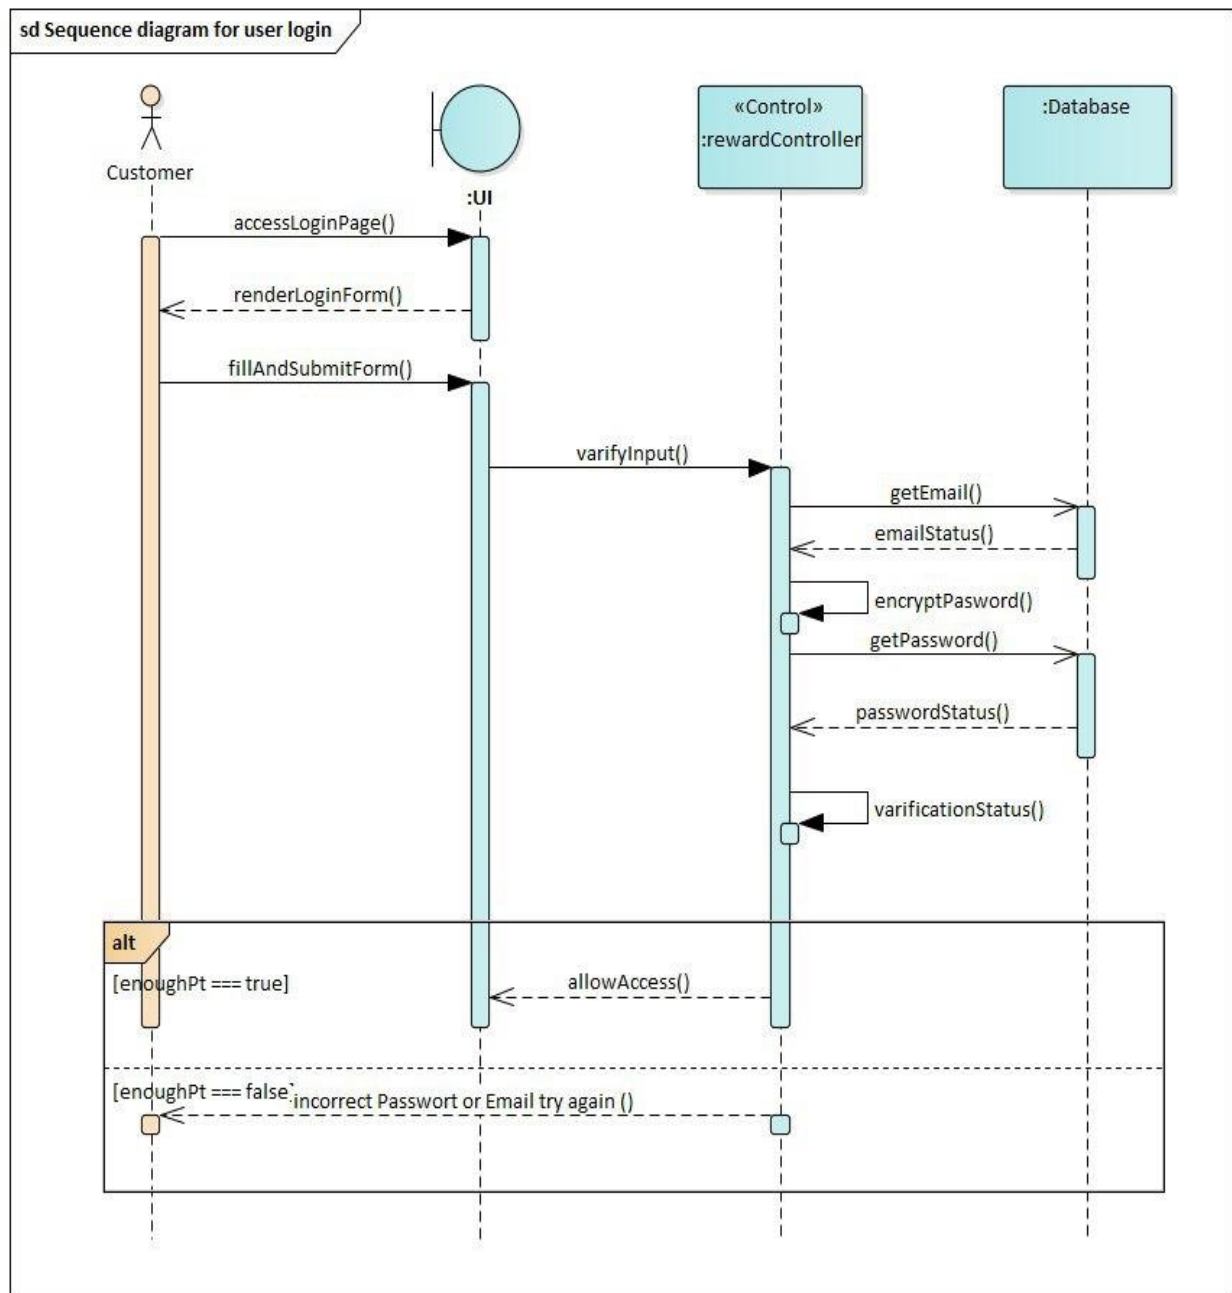 sd Sequence diagram for user login
Customer
:UI
«Control»
:rewardController
:Database
accessLoginPage()
renderLoginForm()
fillAndSubmitForm()
varifyInput()
getEmail()
emailStatus()
encryptPasword()
getPassword()
passwordStatus()
varificationStatus()
alt
[enoughPt === true]
allowAccess()
[enoughPt === false]
incorrect Passwort or Email try again ()